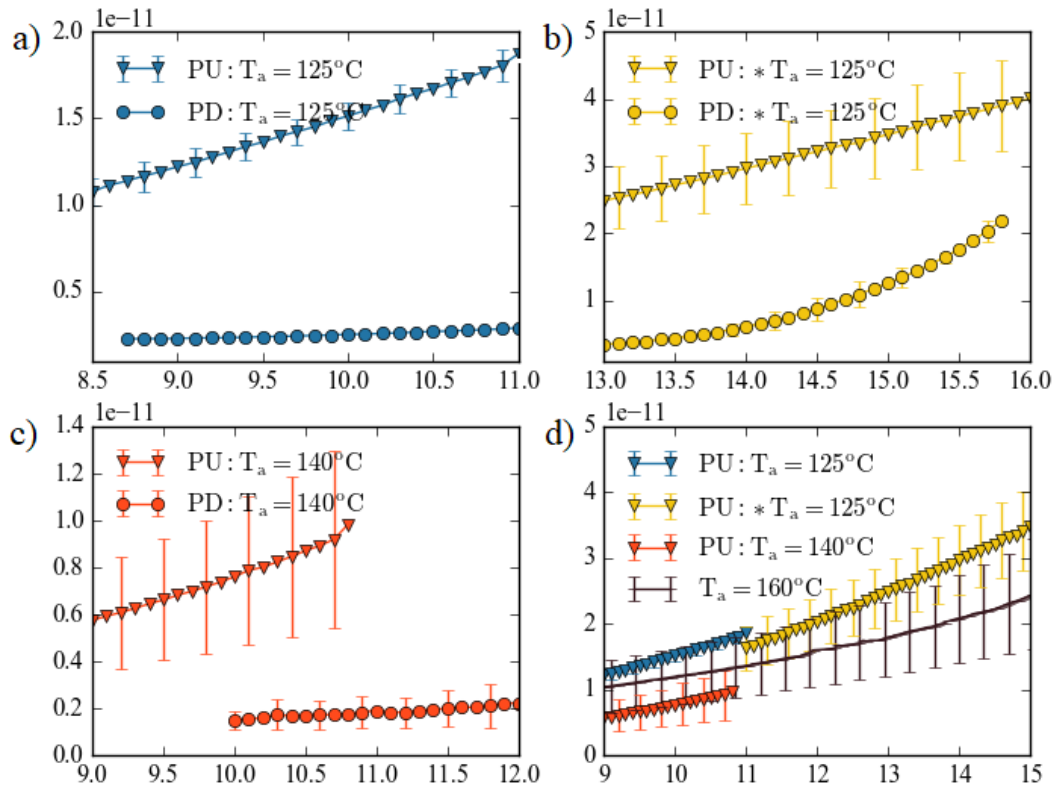 a)
1e−11
2.0
1.5
1.0
0.5
PU : Tₐ = 125°C
PD : Tₐ = 125°C
8.5 9.0 9.5 10.0 10.5 11.0
b)
1e−11
5
4
3
2
1
PU : ∗ Tₐ = 125°C
PD : ∗ Tₐ = 125°C
13.0 13.5 14.0 14.5 15.0 15.5 16.0
c)
1e−11
1.4
1.2
1.0
0.8
0.6
0.4
0.2
0.0
PU : Tₐ = 140°C
PD : Tₐ = 140°C
9.0 9.5 10.0 10.5 11.0 11.5 12.0
d)
1e−11
5
4
3
2
1
0
PU : Tₐ = 125°C
PU : ∗ Tₐ = 125°C
PU : Tₐ = 140°C
Tₐ = 160°C
9 10 11 12 13 14 15